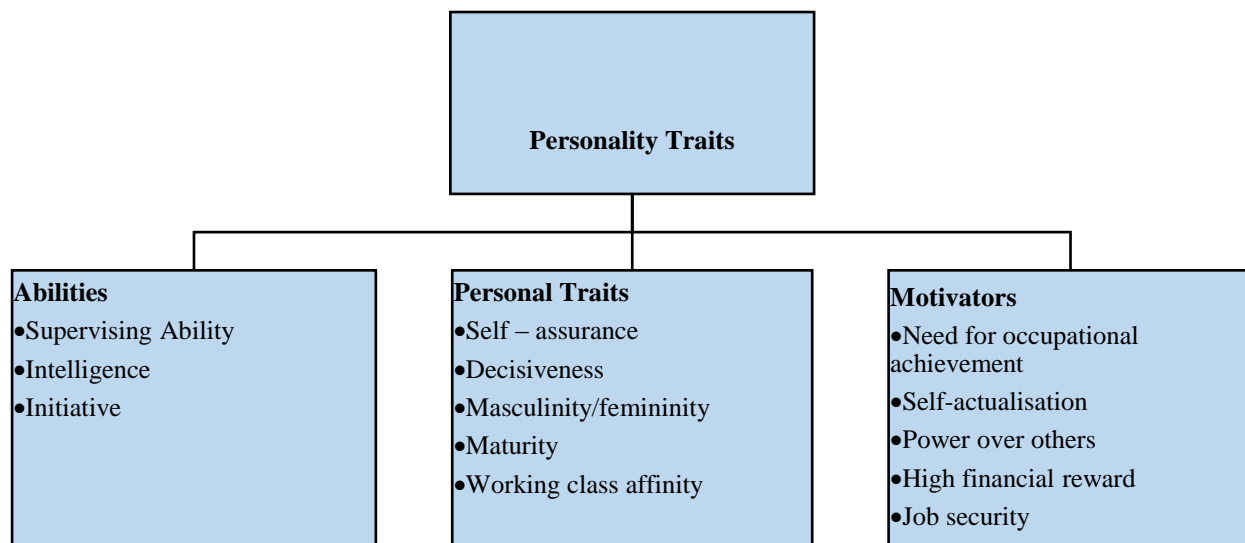 Personality Traits
Abilities
•Supervising Ability
•Intelligence
•Initiative
Personal Traits
•Self – assurance
•Decisiveness
•Masculinity/femininity
•Maturity
•Working class affinity
Motivators
•Need for occupational
achievement
•Self-actualisation
•Power over others
•High financial reward
•Job security